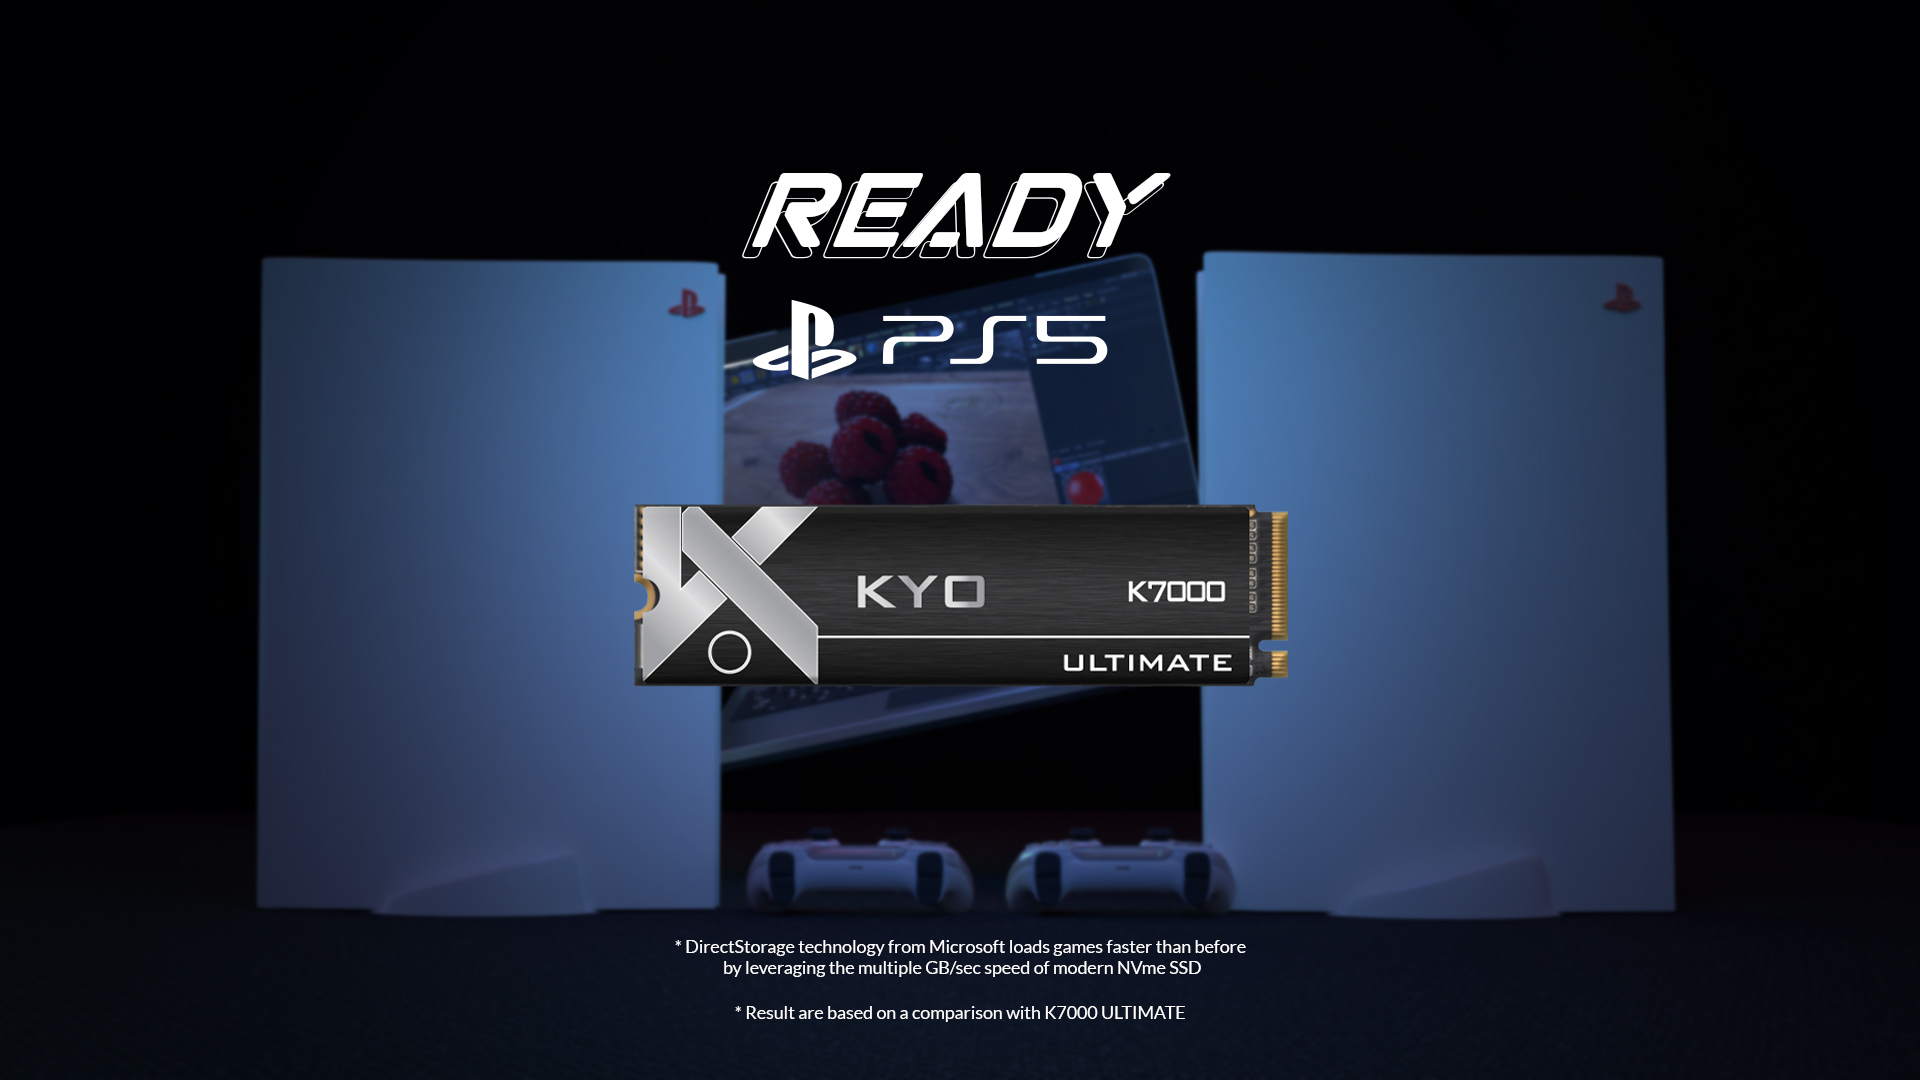 READY
PS5
KYO
K7000
ULTIMATE
* DirectStorage technology from Microsoft loads games faster than before
by leveraging the multiple GB/sec speed of modern NVme SSD
* Result are based on a comparison with K7000 ULTIMATE